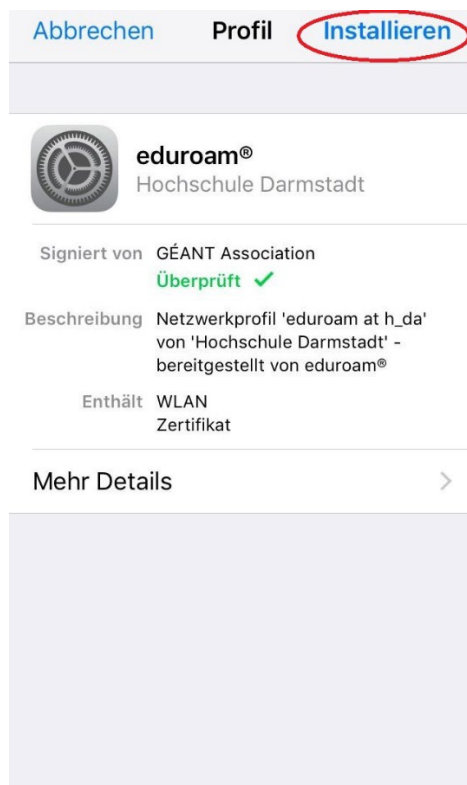 Abbrechen Profil Installieren
eduroam®
Hochschule Darmstadt
Signiert von GÉANT Association
Überprüft ✓
Beschreibung Netzwerkprofil 'eduroam at h_da'
von 'Hochschule Darmstadt' -
bereitgestellt von eduroam®
Enthält WLAN
Zertifikat
Mehr Details